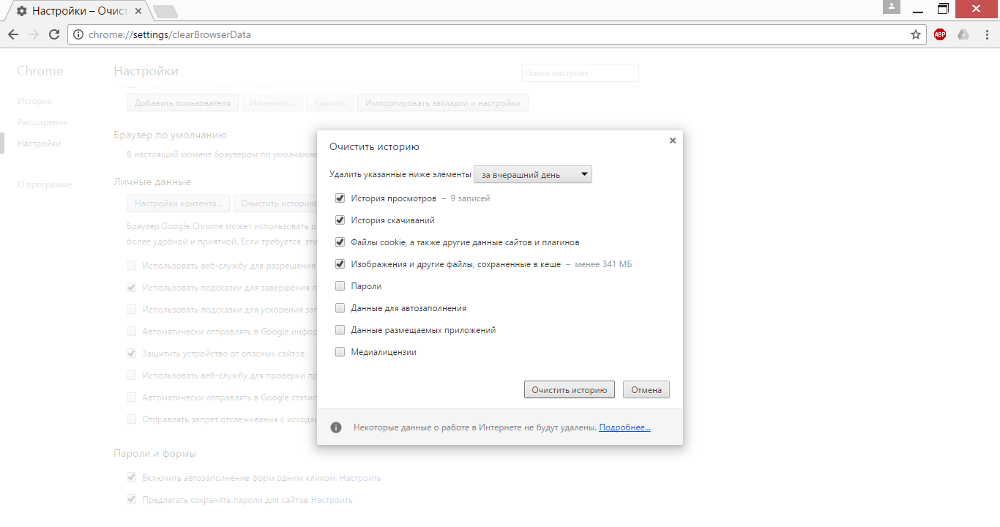 Настройки – Очист
chrome://settings/clearBrowserData
ABP
Chrome
Настройки
Поиск настроек
История
Расширения
Настройки
О программе
Добавить пользователя
Изменить...
Удалить
Импортировать закладки и настройки
Браузер по умолчанию
В настоящий момент браузером по умолчанию
Личные данные
Настройки контента...
Очистить историю
Браузер Google Chrome может использовать
более удобной и приятной. Если требуется,
Использовать веб-службу для разрешения
Использовать подсказки для завершения
Использовать подсказки для ускорения
Автоматически отправлять в Google
Защитить устройство от опасных сайтов
Использовать веб-службу для проверки
Автоматически отправлять в Google
Отправлять запрет отслеживания с
Пароли и формы
Включить автозаполнение форм одним кликом. Настроить
Предлагать сохранять пароли для сайтов Настроить
Очистить историю
Удалить указанные ниже элементы за вчерашний день
История просмотров – 9 записей
История скачиваний
Файлы cookie, а также другие данные сайтов и плагинов
Изображения и другие файлы, сохраненные в кеше – менее 341 МБ
Пароли
Данные для автозаполнения
Данные размещаемых приложений
Медиалицензии
Очистить историю
Отмена
Некоторые данные о работе в Интернете не будут удалены. Подробнее...